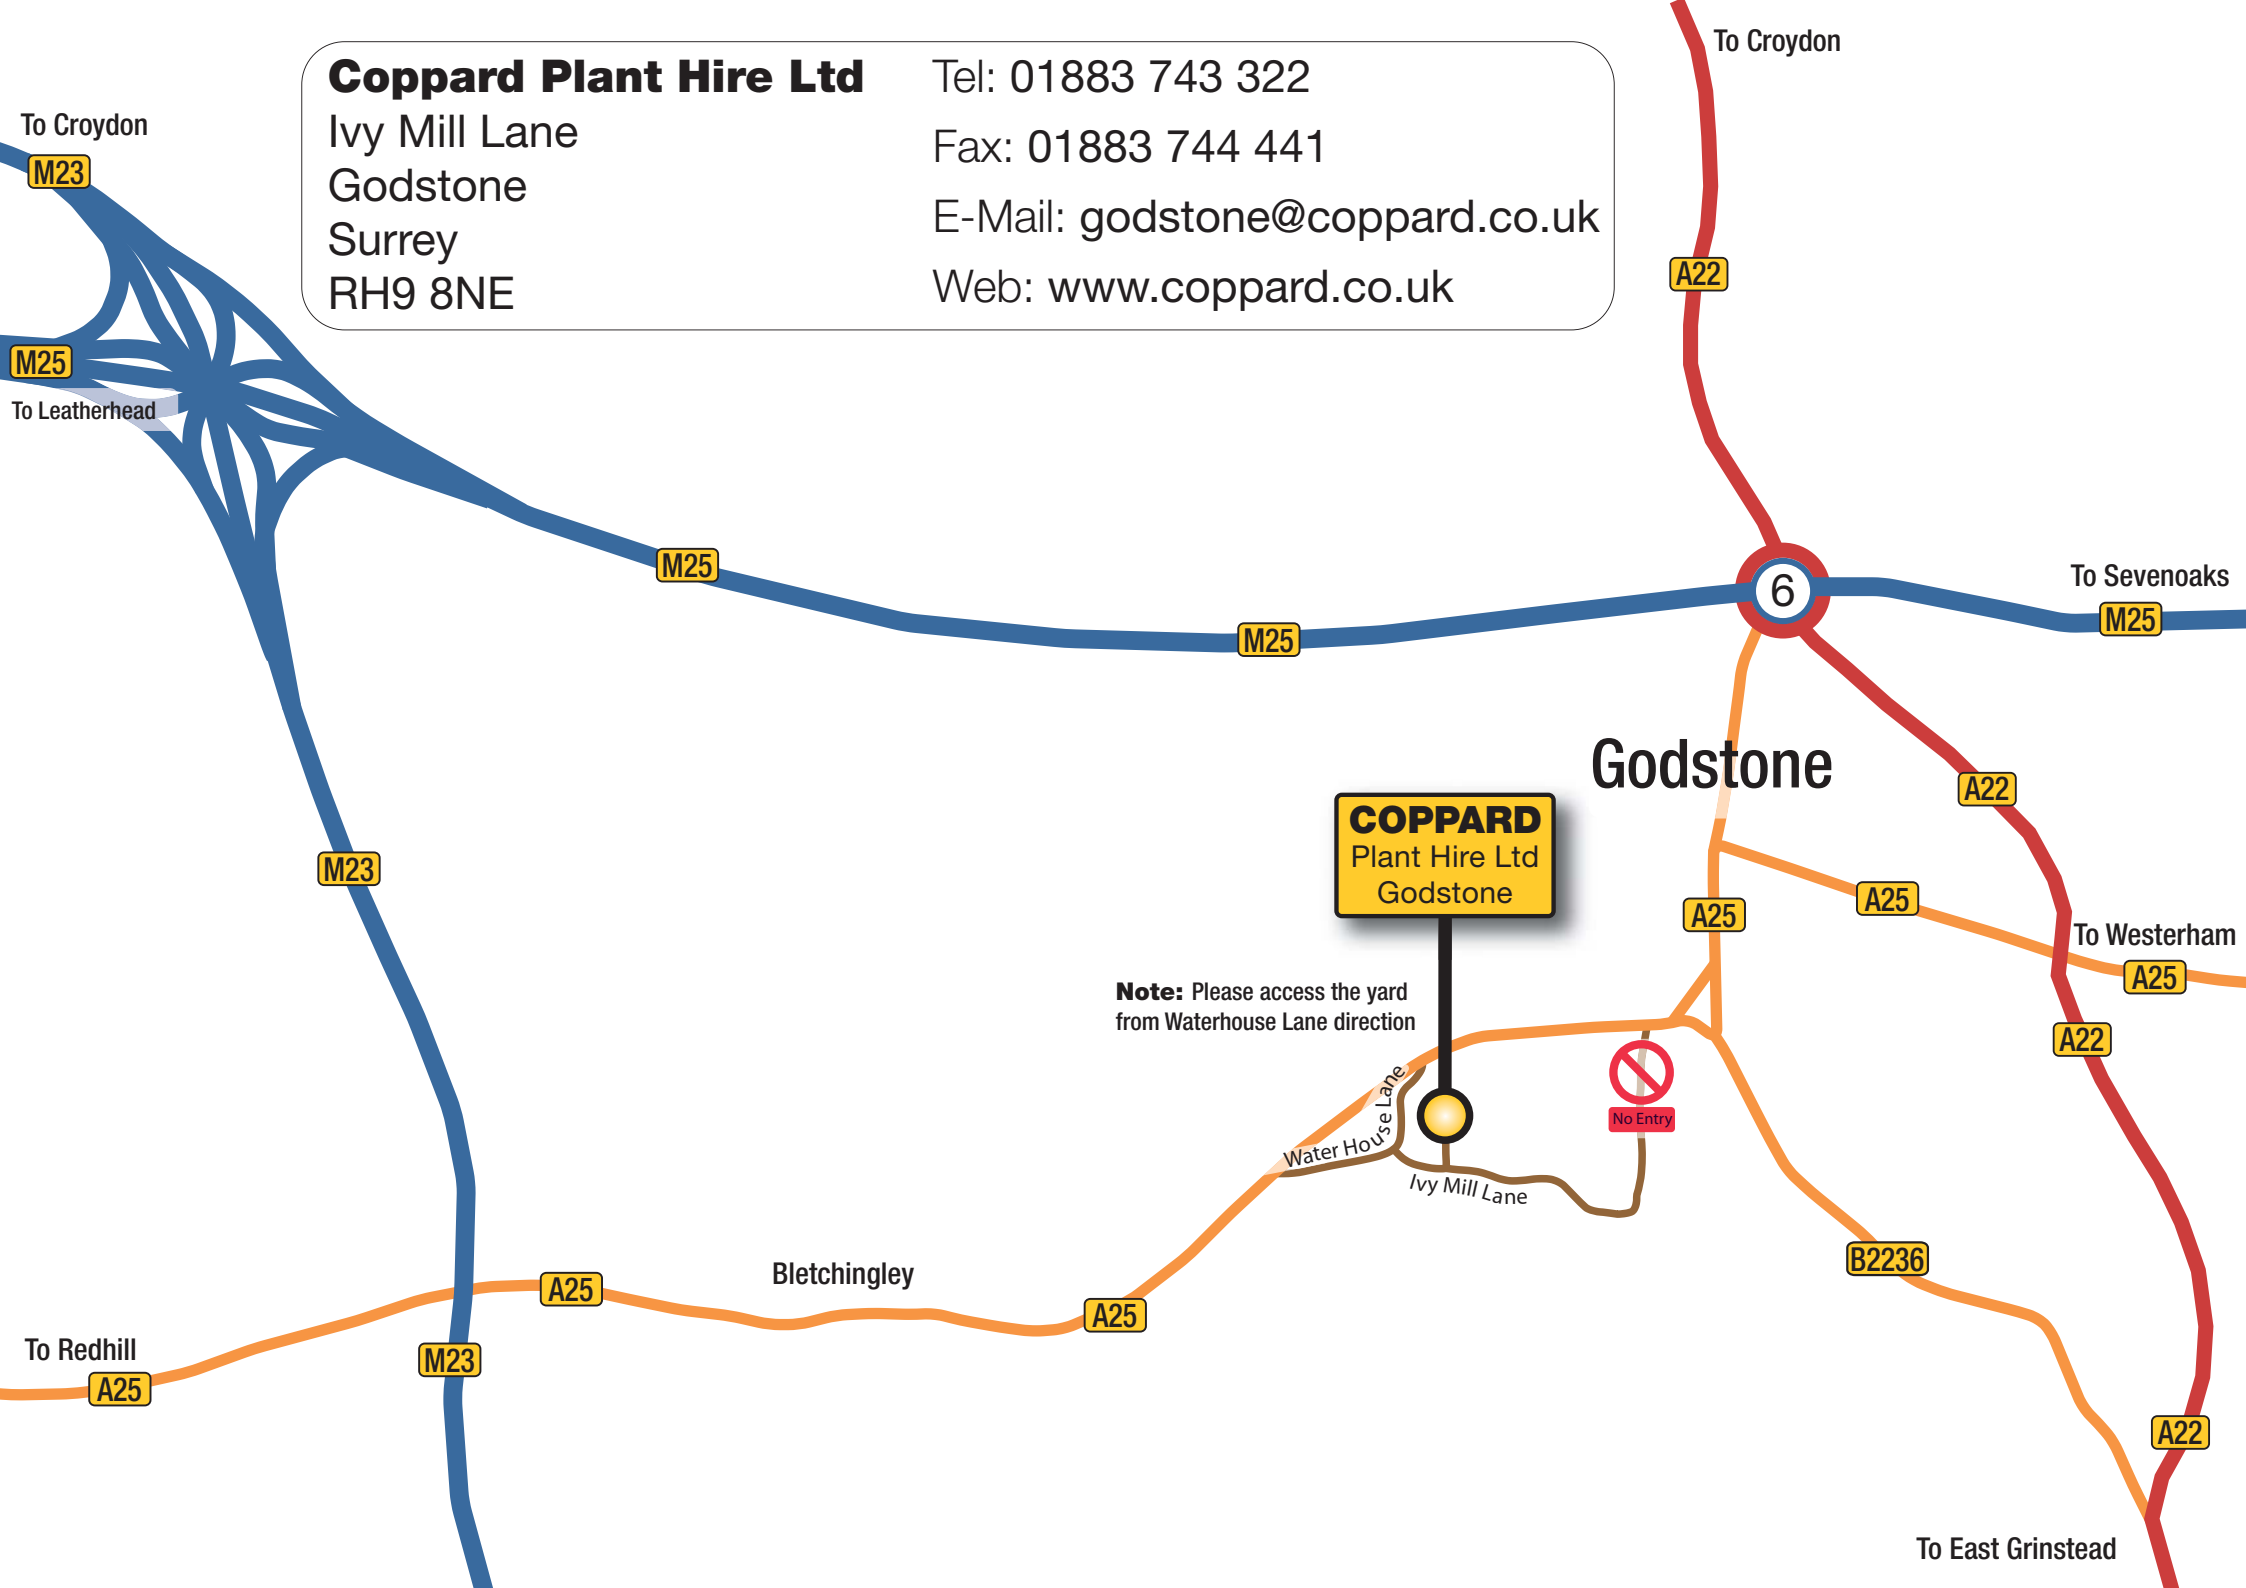 Coppard Plant Hire Ltd
Ivy Mill Lane
Godstone
Surrey
RH9 8NE
Tel: 01883 743 322
Fax: 01883 744 441
E-Mail: godstone@coppard.co.uk
Web: www.coppard.co.uk
To Croydon
To Croydon
M23
A22
M25
To Leatherhead
M25
To Sevenoaks
6
M25
M25
Godstone
A22
COPPARD
Plant Hire Ltd
Godstone
M23
A25
A25
To Westerham
A25
Note: Please access the yard
from Waterhouse Lane direction
A22
No Entry
Water House Lane
Ivy Mill Lane
B2236
Bletchingley
A25
A25
To Redhill
M23
A25
A22
To East Grinstead